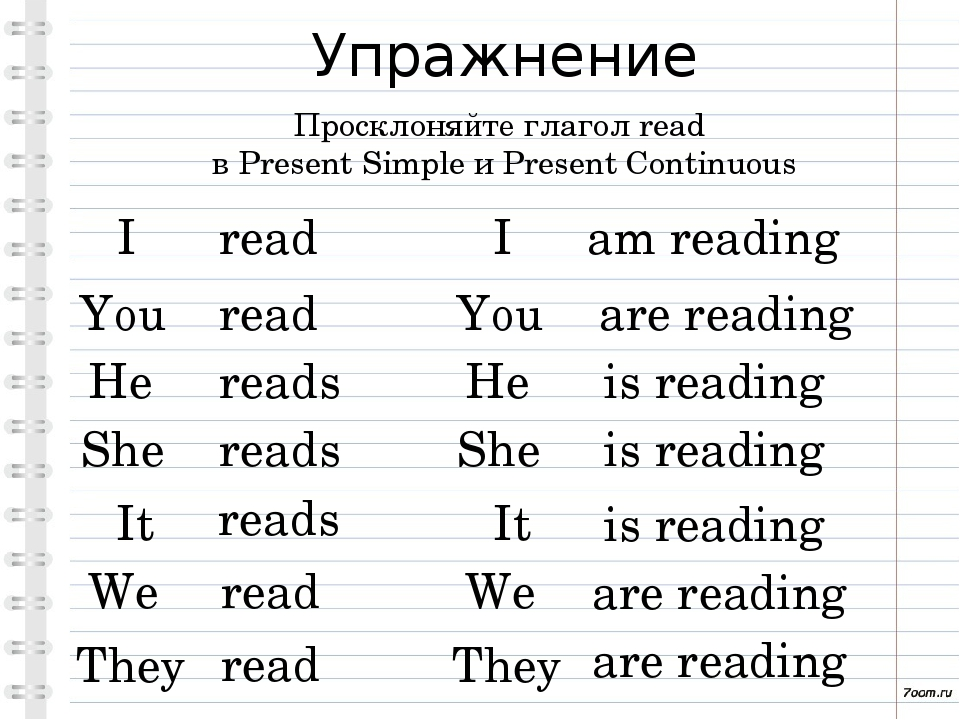 Упражнение
Просклоняйте глагол read
в Present Simple и Present Continuous
I read I am reading
You read You are reading
He reads He is reading
She reads She is reading
It reads It is reading
We read We are reading
They read They are reading
7oom.ru